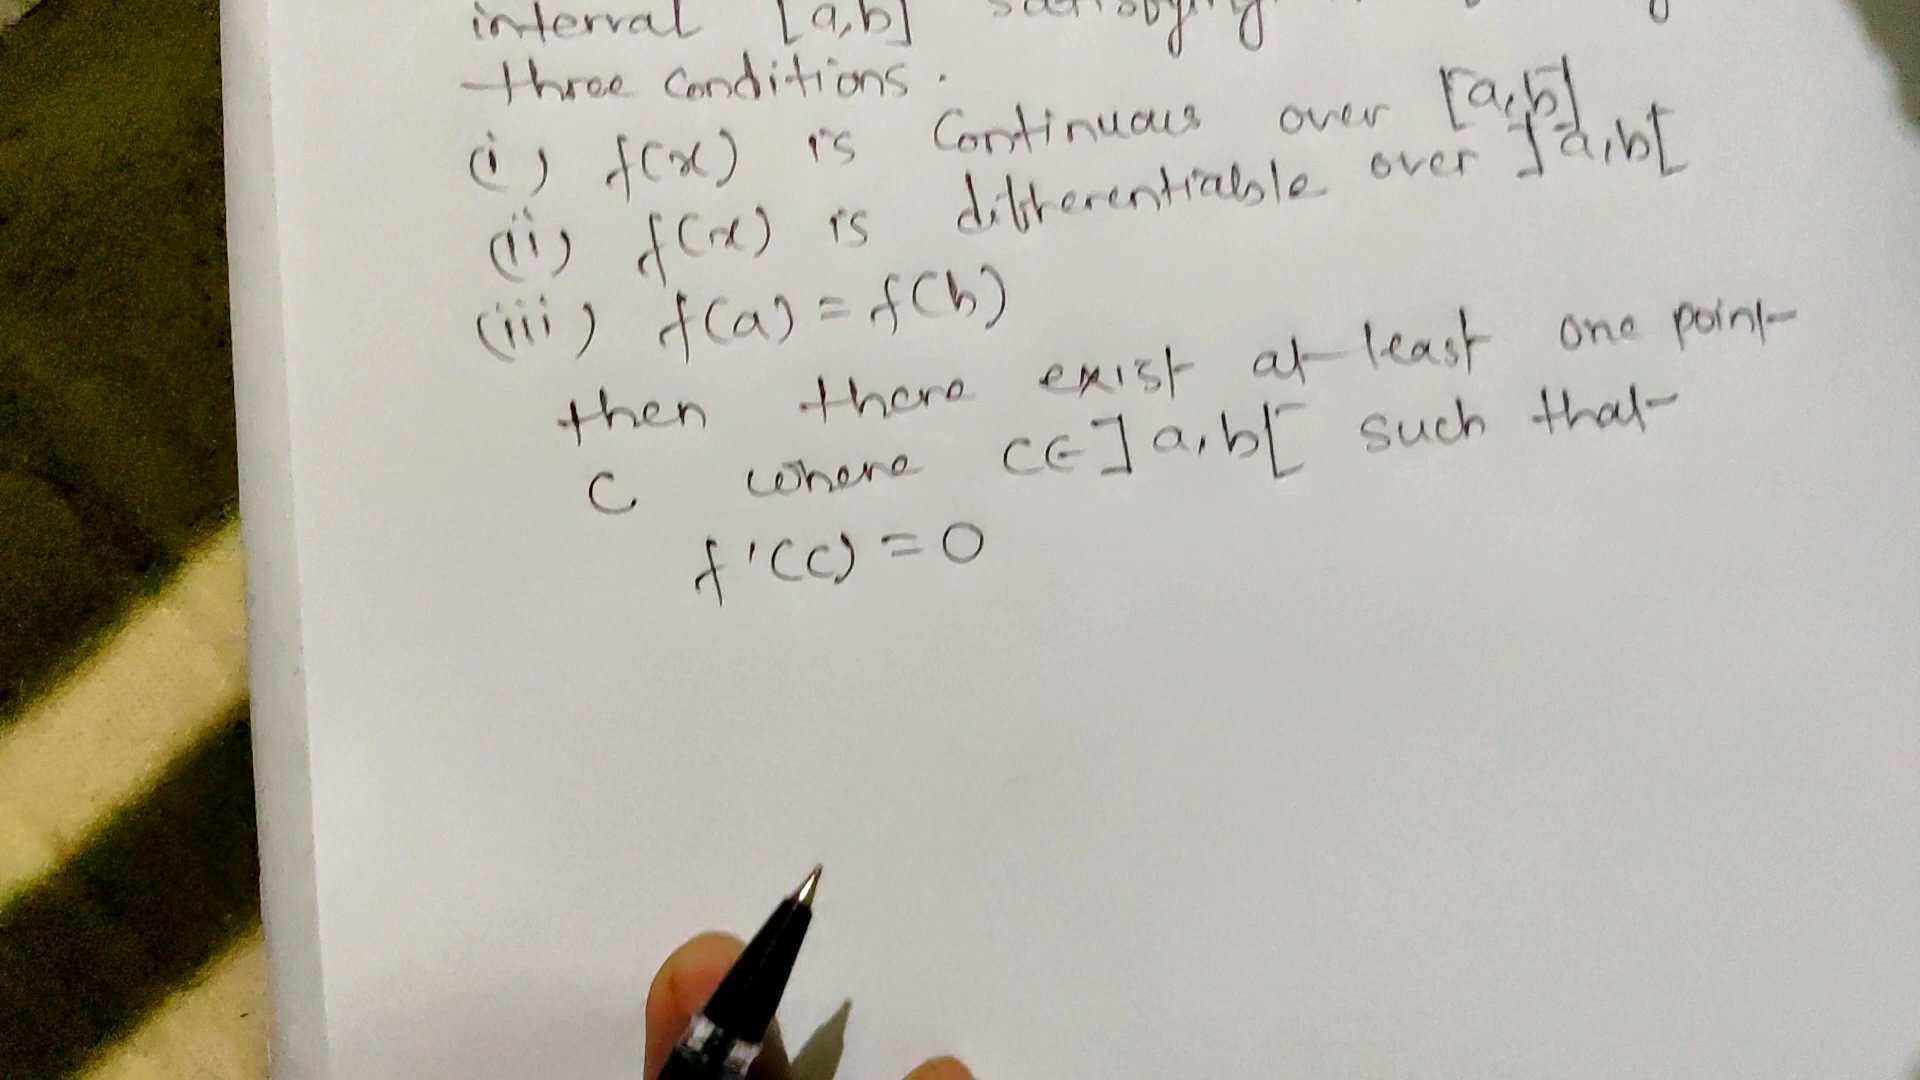 interval [a,b] satisfying
three conditions.
(i) f(x) is Continuous over [a,b]
(ii) f(x) is differentiable over ]a,b[
(iii) f(a) = f(b)
then there exist at least one point
C where C∈]a,b[ such that
f'(c) = 0